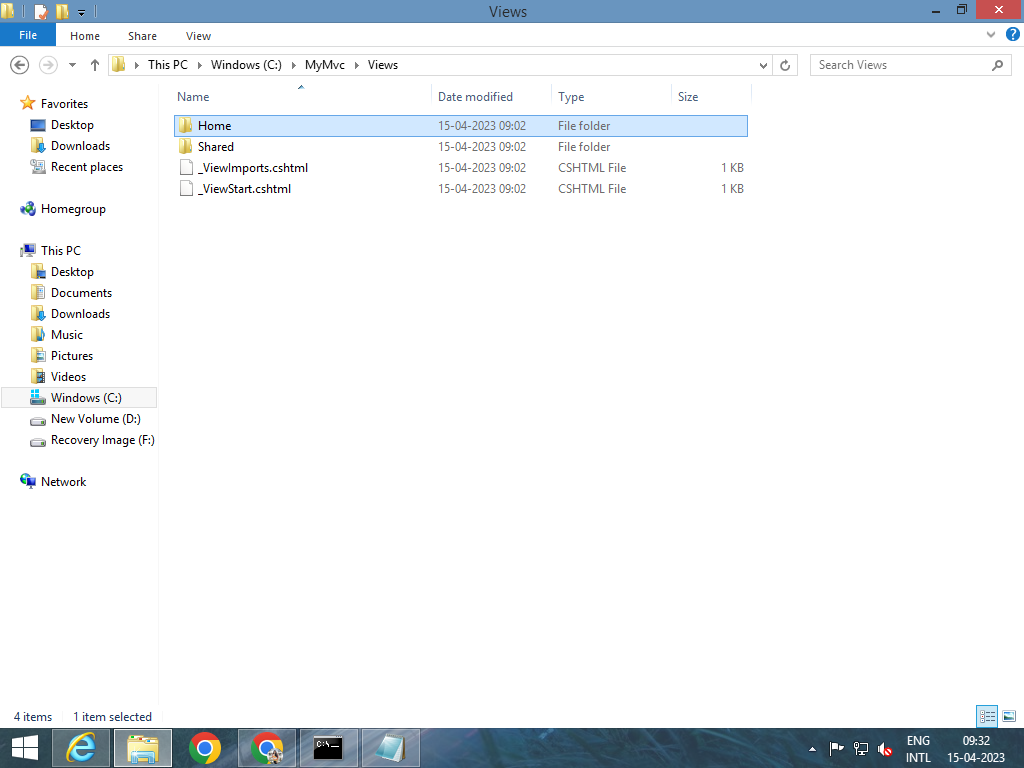 Views
File Home Share View
This PC Windows (C:) MyMvc Views Search Views
Name Date modified Type Size
Home 15-04-2023 09:02 File folder
Shared 15-04-2023 09:02 File folder
_ViewImports.cshtml 15-04-2023 09:02 CSHTML File 1 KB
_ViewStart.cshtml 15-04-2023 09:02 CSHTML File 1 KB
Favorites
Desktop
Downloads
Recent places
Homegroup
This PC
Desktop
Documents
Downloads
Music
Pictures
Videos
Windows (C:)
New Volume (D:)
Recovery Image (F:)
Network
4 items 1 item selected
C:\
ENG 09:32
INTL 15-04-2023